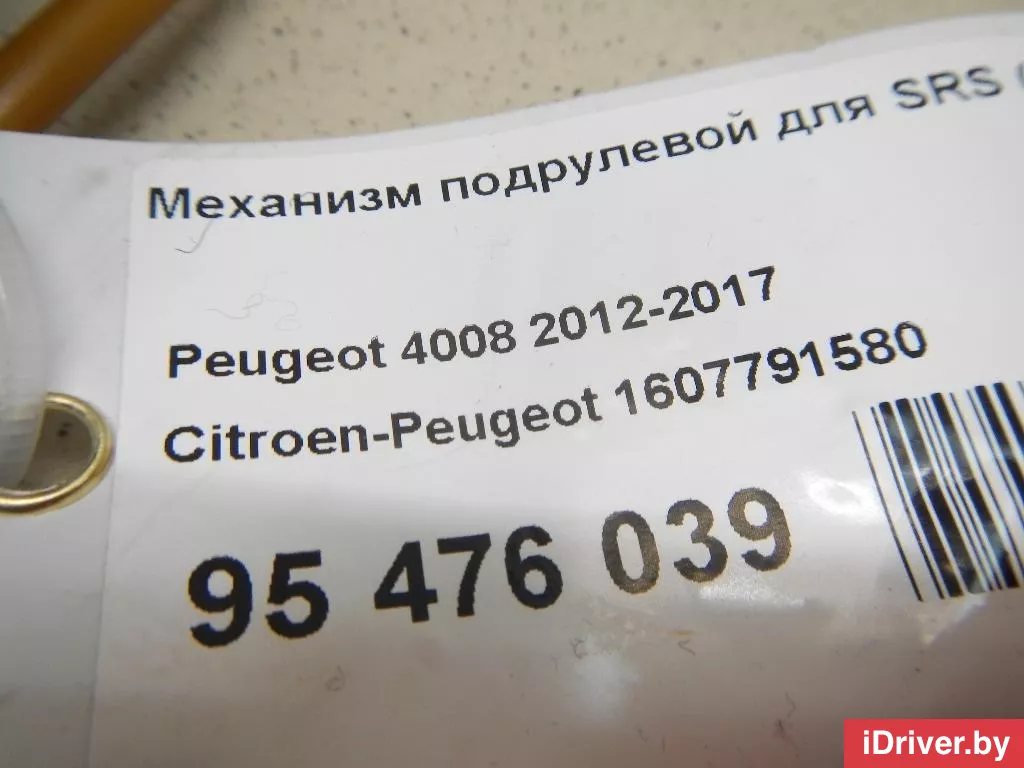 Механизм подрулевой для SRS (
Peugeot 4008 2012-2017
Citroen-Peugeot 1607791580
95 476 039
iDriver.by